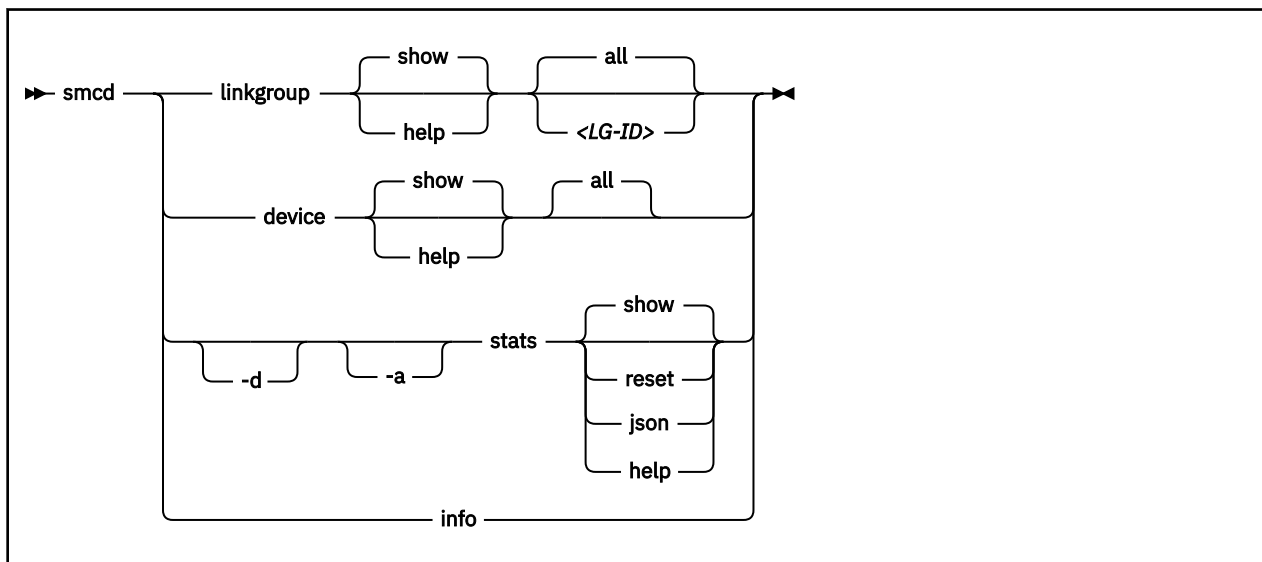 show all
smcd linkgroup
help <LG-ID>
show all
device
help
show
stats
-d -a reset
json
help
info